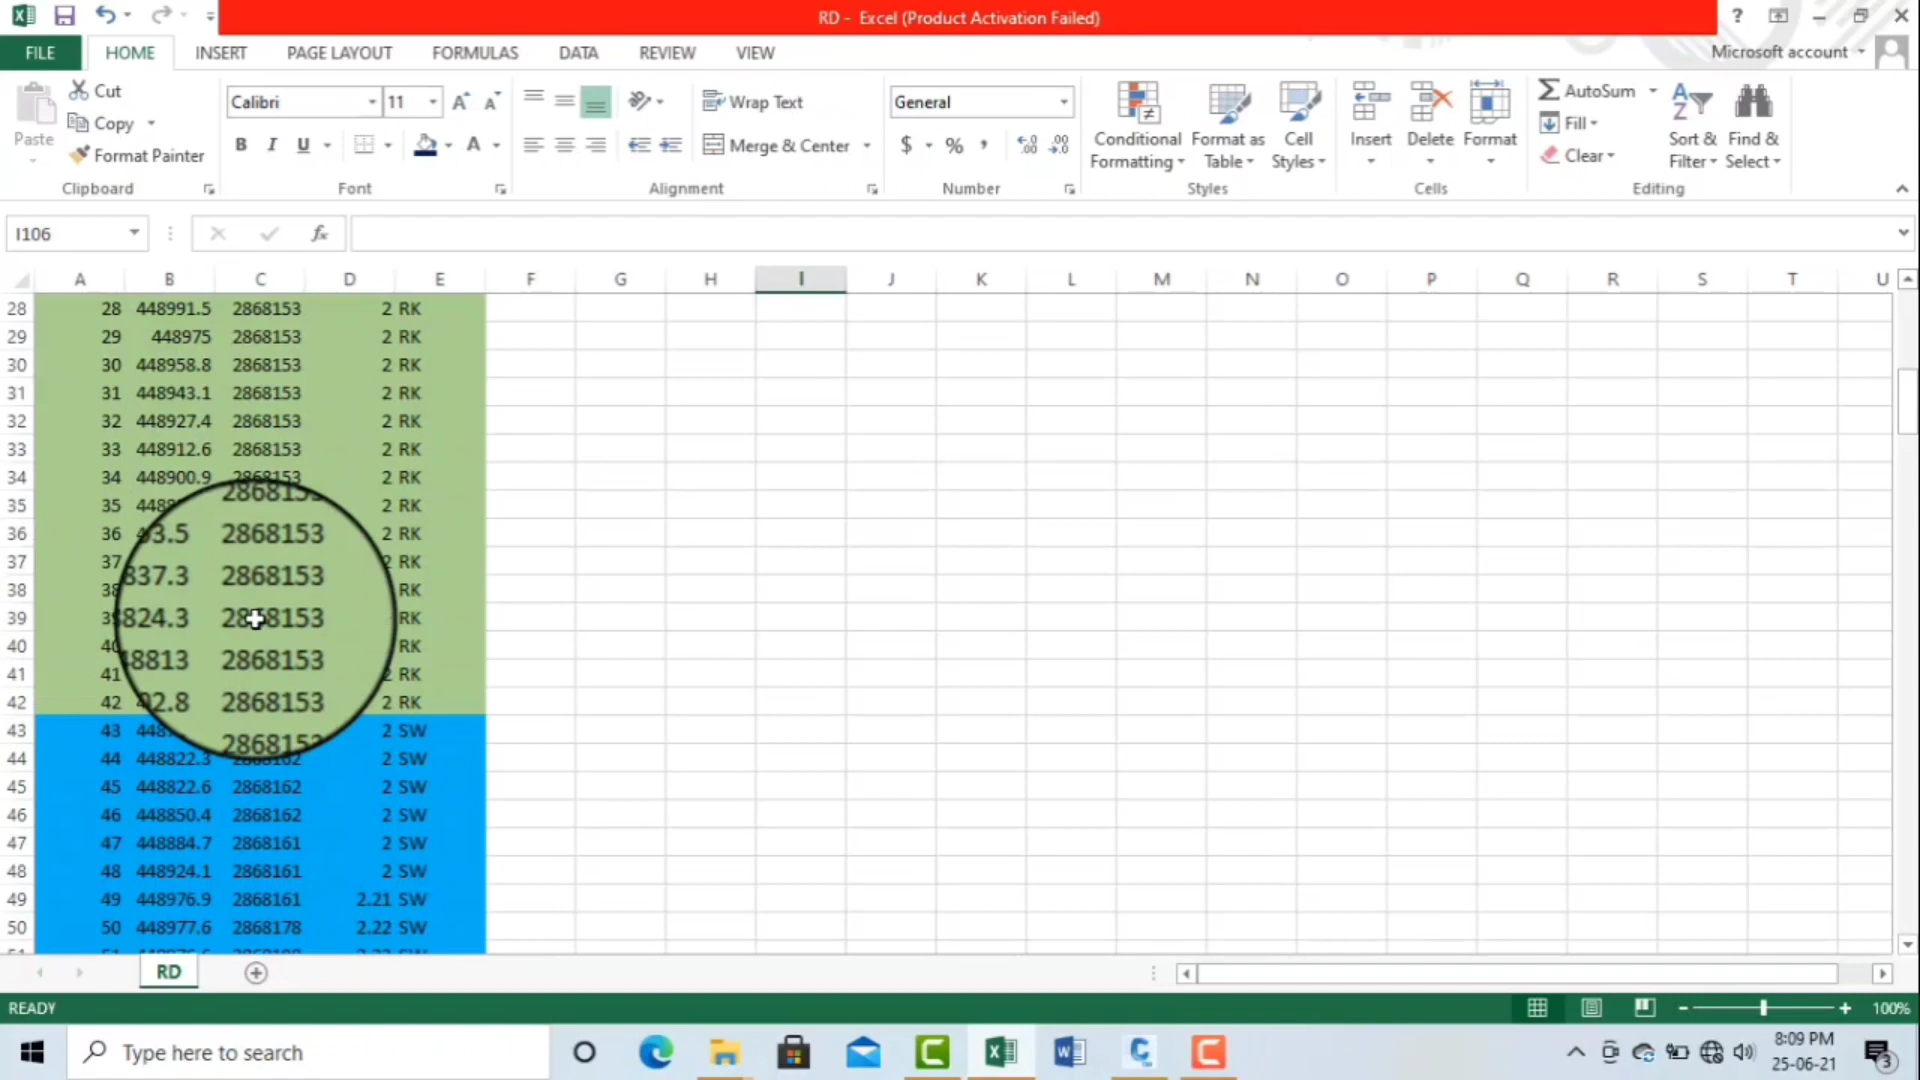 RD - Excel (Product Activation Failed)
FILE HOME INSERT PAGE LAYOUT FORMULAS DATA REVIEW VIEW Microsoft account
Paste Cut Copy Format Painter Clipboard
Calibri 11 B I U A Font
Wrap Text Merge & Center Alignment
General $ % Number
Conditional Formatting Format as Table Cell Styles Styles
Insert Delete Format Cells
AutoSum Fill Clear Sort & Filter Find & Select Editing
I106 fx
A B C D E F G H I J K L M N O P Q R S T U
28 28 448991.5 2868153 2 RK
29 29 448975 2868153 2 RK
30 30 448958.8 2868153 2 RK
31 31 448943.1 2868153 2 RK
32 32 448927.4 2868153 2 RK
33 33 448912.6 2868153 2 RK
34 34 448900.9 2868153 2 RK
35 35 2868153 2 RK
36 36 3.5 2868153 2 RK
37 37 837.3 2868153 2 RK
38 38 824.3 2868153 RK
39 8813 2868153 RK
40 02.8 2868153 RK
41 41 2868153 2 RK
42 42 2 RK
43 43 2 SW
44 44 448822.3 2868162 2 SW
45 45 448822.6 2868162 2 SW
46 46 448850.4 2868162 2 SW
47 47 448884.7 2868161 2 SW
48 48 448924.1 2868161 2 SW
49 49 448976.9 2868161 2.21 SW
50 50 448977.6 2868178 2.22 SW
RD
READY 100%
Type here to search
8:09 PM
25-06-21
3